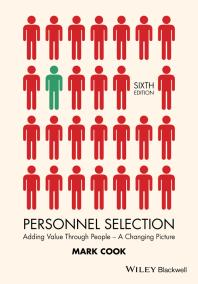 SIXTH
EDITION
PERSONNEL SELECTION
Adding Value Through People – A Changing Picture
MARK COOK
WILEY Blackwell